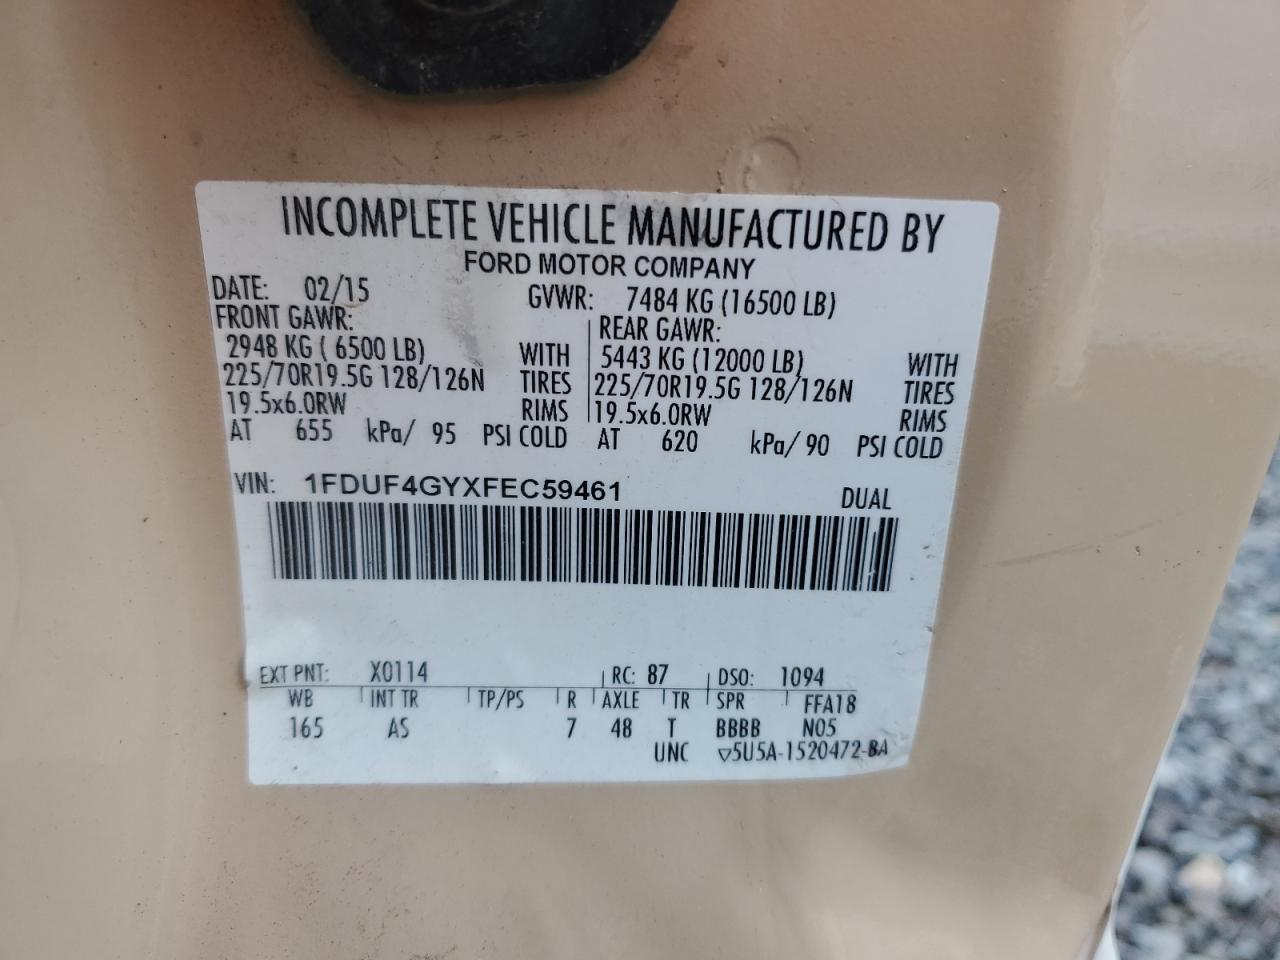 INCOMPLETE VEHICLE MANUFACTURED BY
FORD MOTOR COMPANY
DATE: 02/15 GVWR: 7484 KG (16500 LB)
FRONT GAWR: REAR GAWR:
2948 KG ( 6500 LB) WITH 5443 KG (12000 LB) WITH
225/70R19.5G 128/126N TIRES 225/70R19.5G 128/126N TIRES
19.5x6.0RW RIMS 19.5x6.0RW RIMS
AT 655 kPa/ 95 PSI COLD AT 620 kPa/ 90 PSI COLD
VIN: 1FDUF4GYXFEC59461 DUAL
EXT PNT: X0114 RC: 87 DSO: 1094
WB INT TR TP/PS R AXLE TR SPR FFA18
165 AS 7 48 T BBBB N05
UNC ▽5U5A-1520472-BA